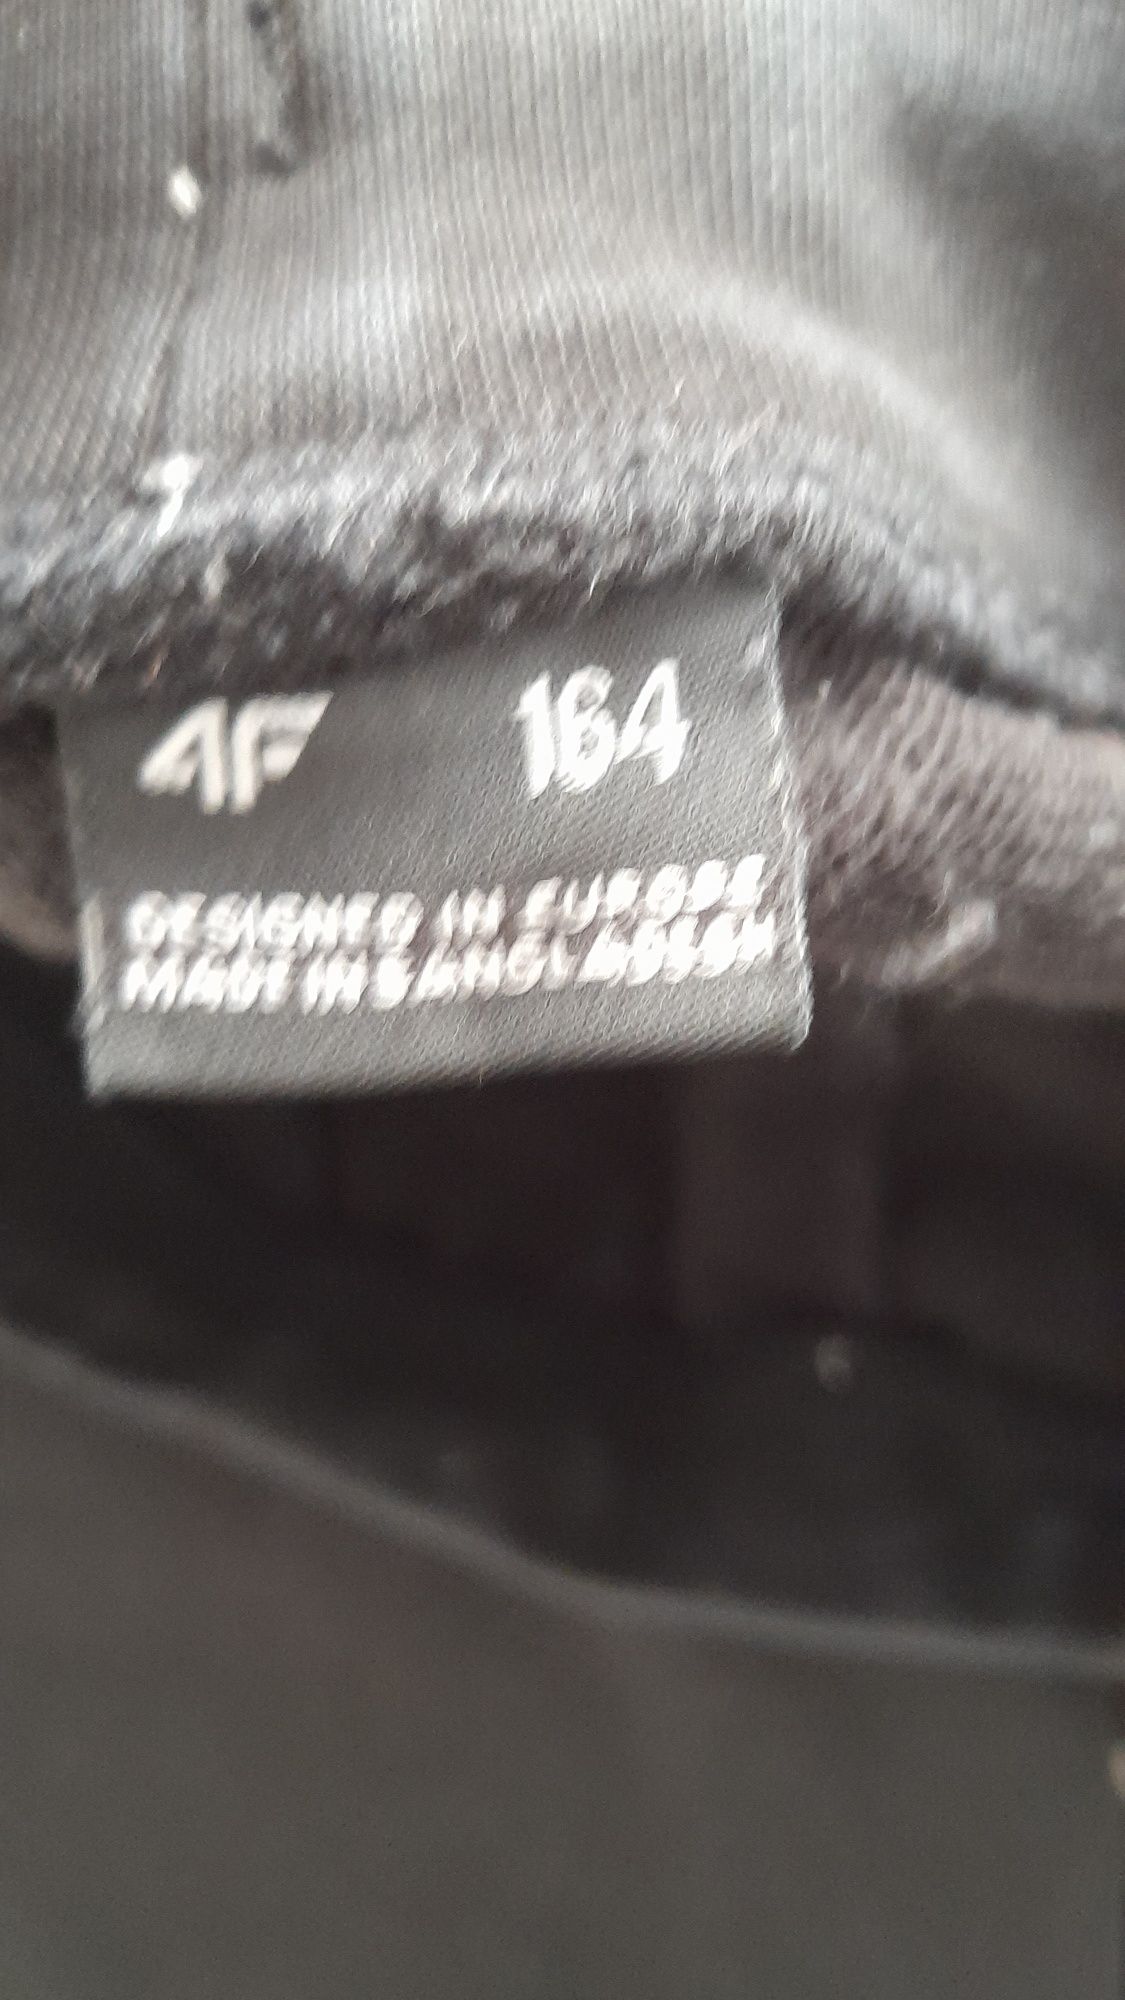 4F 164
DESIGNED IN EUROPE
MADE IN BANGLADESH